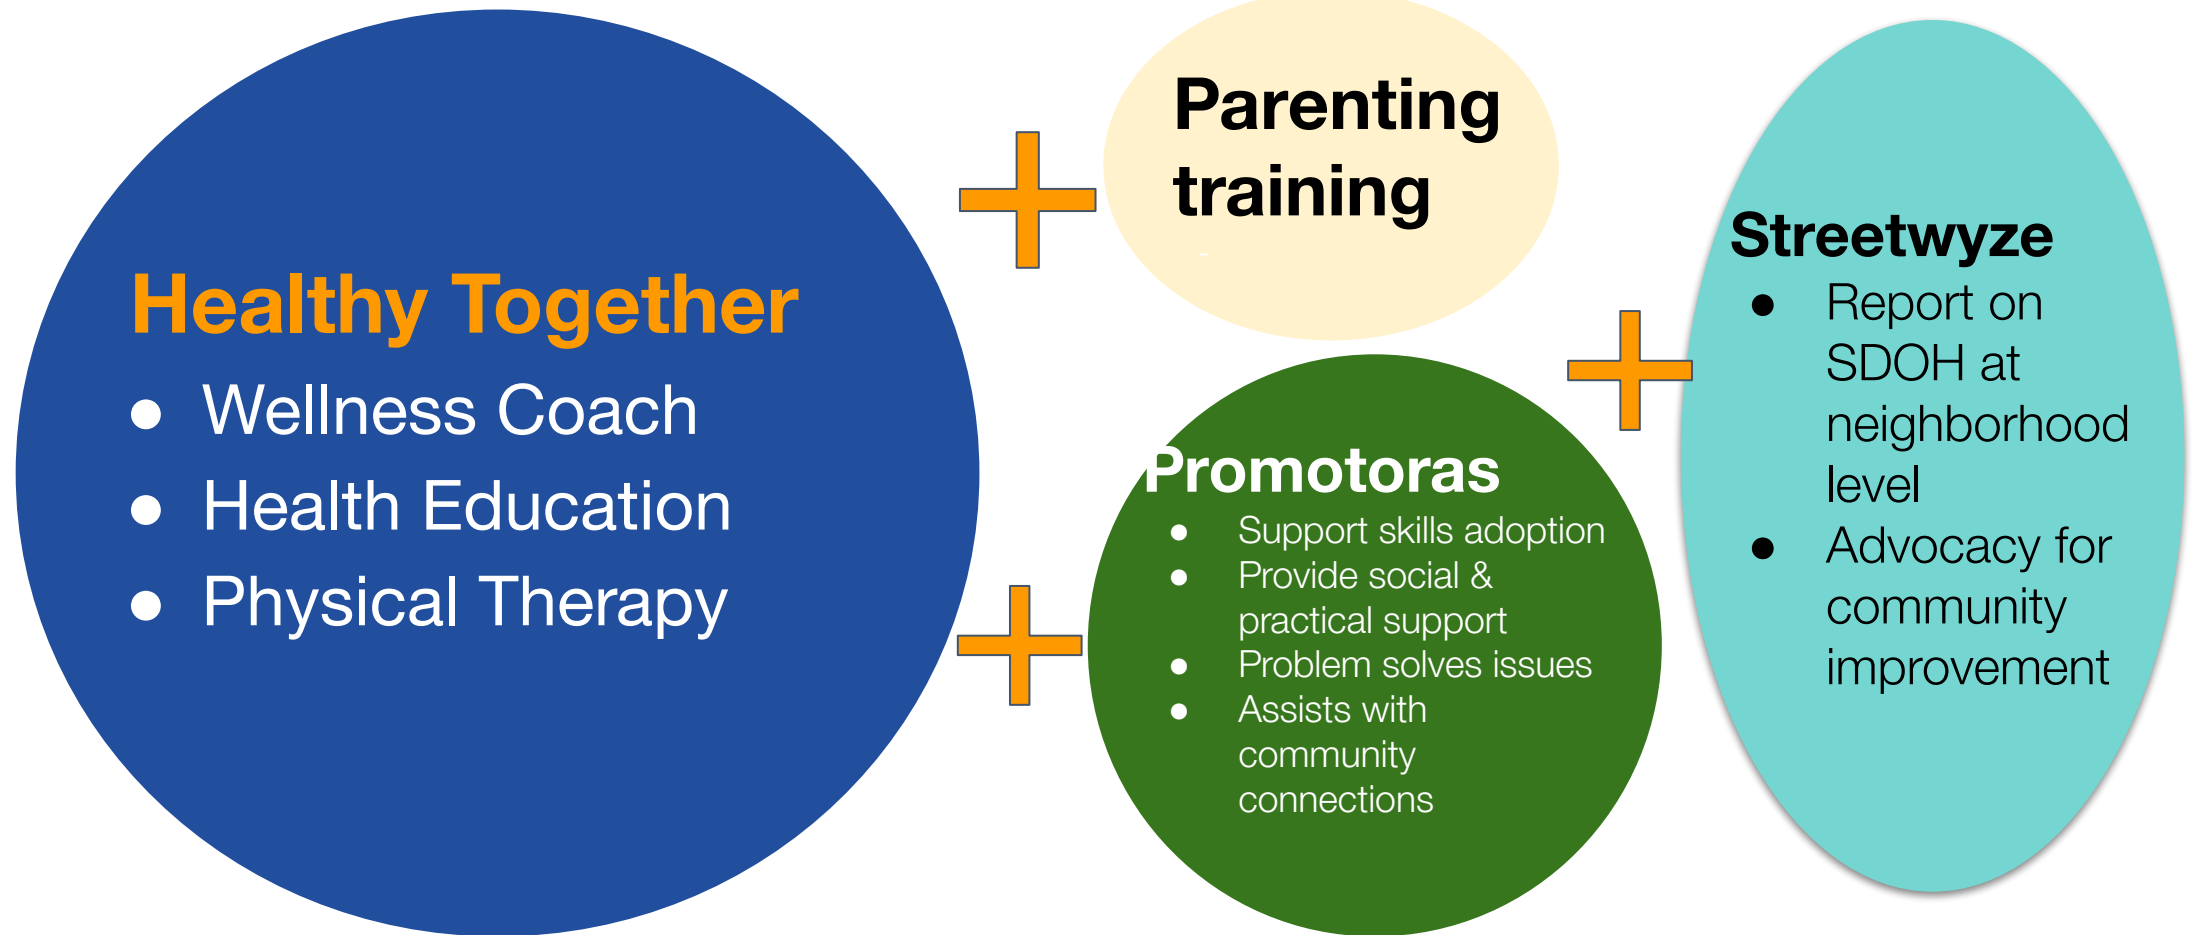 Healthy Together
● Wellness Coach
● Health Education
● Physical Therapy
Parenting
training
Promotoras
● Support skills adoption
● Provide social &
practical support
● Problem solves issues
● Assists with
community
connections
Streetwyze
● Report on
SDOH at
neighborhood
level
● Advocacy for
community
improvement